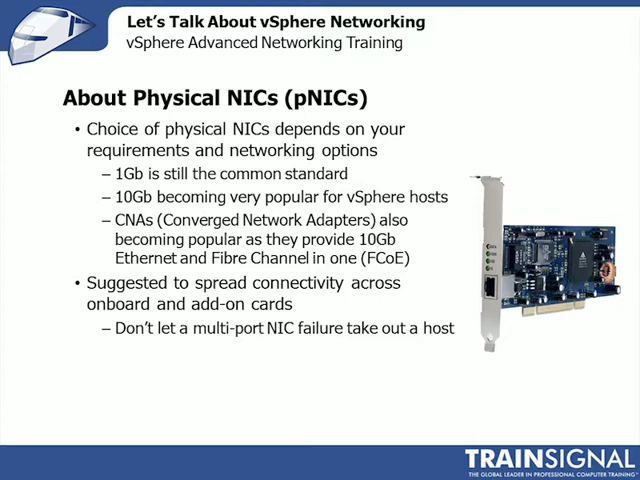 Let's Talk About vSphere Networking
vSphere Advanced Networking Training
About Physical NICs (pNICs)
• Choice of physical NICs depends on your
requirements and networking options
– 1Gb is still the common standard
– 10Gb becoming very popular for vSphere hosts
– CNAs (Converged Network Adapters) also
becoming popular as they provide 10Gb
Ethernet and Fibre Channel in one (FCoE)
• Suggested to spread connectivity across
onboard and add-on cards
– Don't let a multi-port NIC failure take out a host
TRAINSIGNAL
THE GLOBAL LEADER IN PROFESSIONAL COMPUTER TRAINING